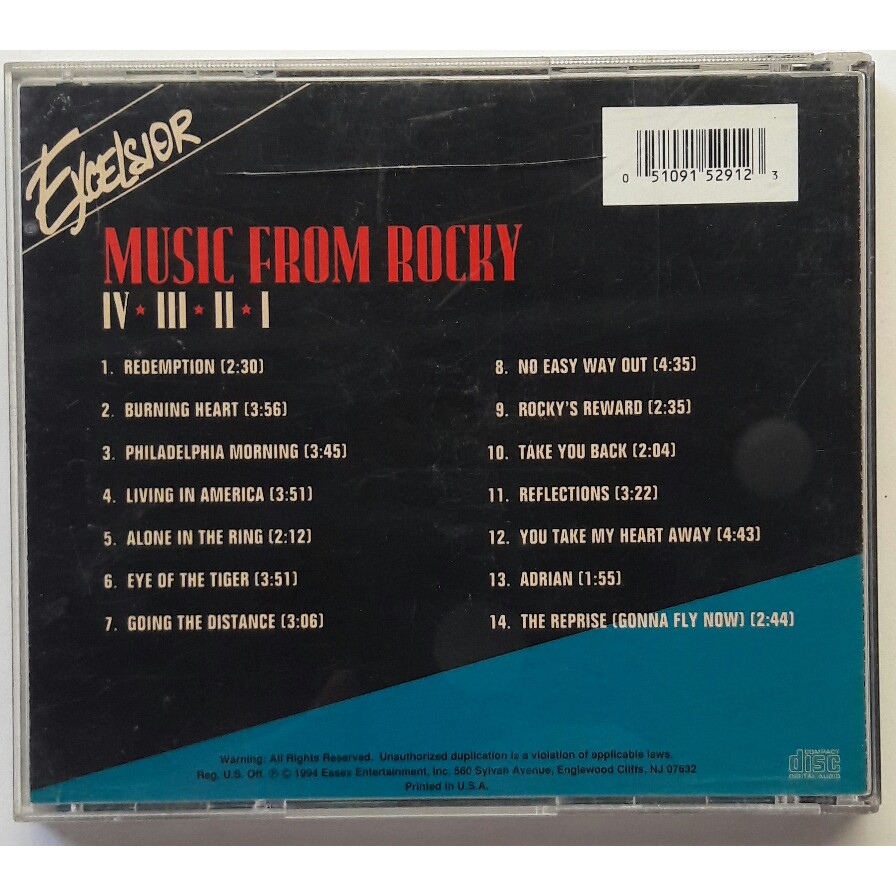 EXCELSIOR
0 51091 52912 3
MUSIC FROM ROCKY
IV ★ III ★ II ★ I
1. REDEMPTION (2:30)
2. BURNING HEART (3:56)
3. PHILADELPHIA MORNING (3:45)
4. LIVING IN AMERICA (3:51)
5. ALONE IN THE RING (2:12)
6. EYE OF THE TIGER (3:51)
7. GOING THE DISTANCE (3:06)
8. NO EASY WAY OUT (4:35)
9. ROCKY'S REWARD (2:35)
10. TAKE YOU BACK (2:04)
11. REFLECTIONS (3:22)
12. YOU TAKE MY HEART AWAY (4:43)
13. ADRIAN (1:55)
14. THE REPRISE (GONNA FLY NOW) (2:44)
Warning: All Rights Reserved. Unauthorized duplication is a violation of applicable laws.
Reg. U.S. Off. ℗ © 1994 Essex Entertainment, Inc. 560 Sylvan Avenue, Englewood Cliffs, NJ 07632
Printed in U.S.A.
COMPACT
disc
DIGITAL AUDIO